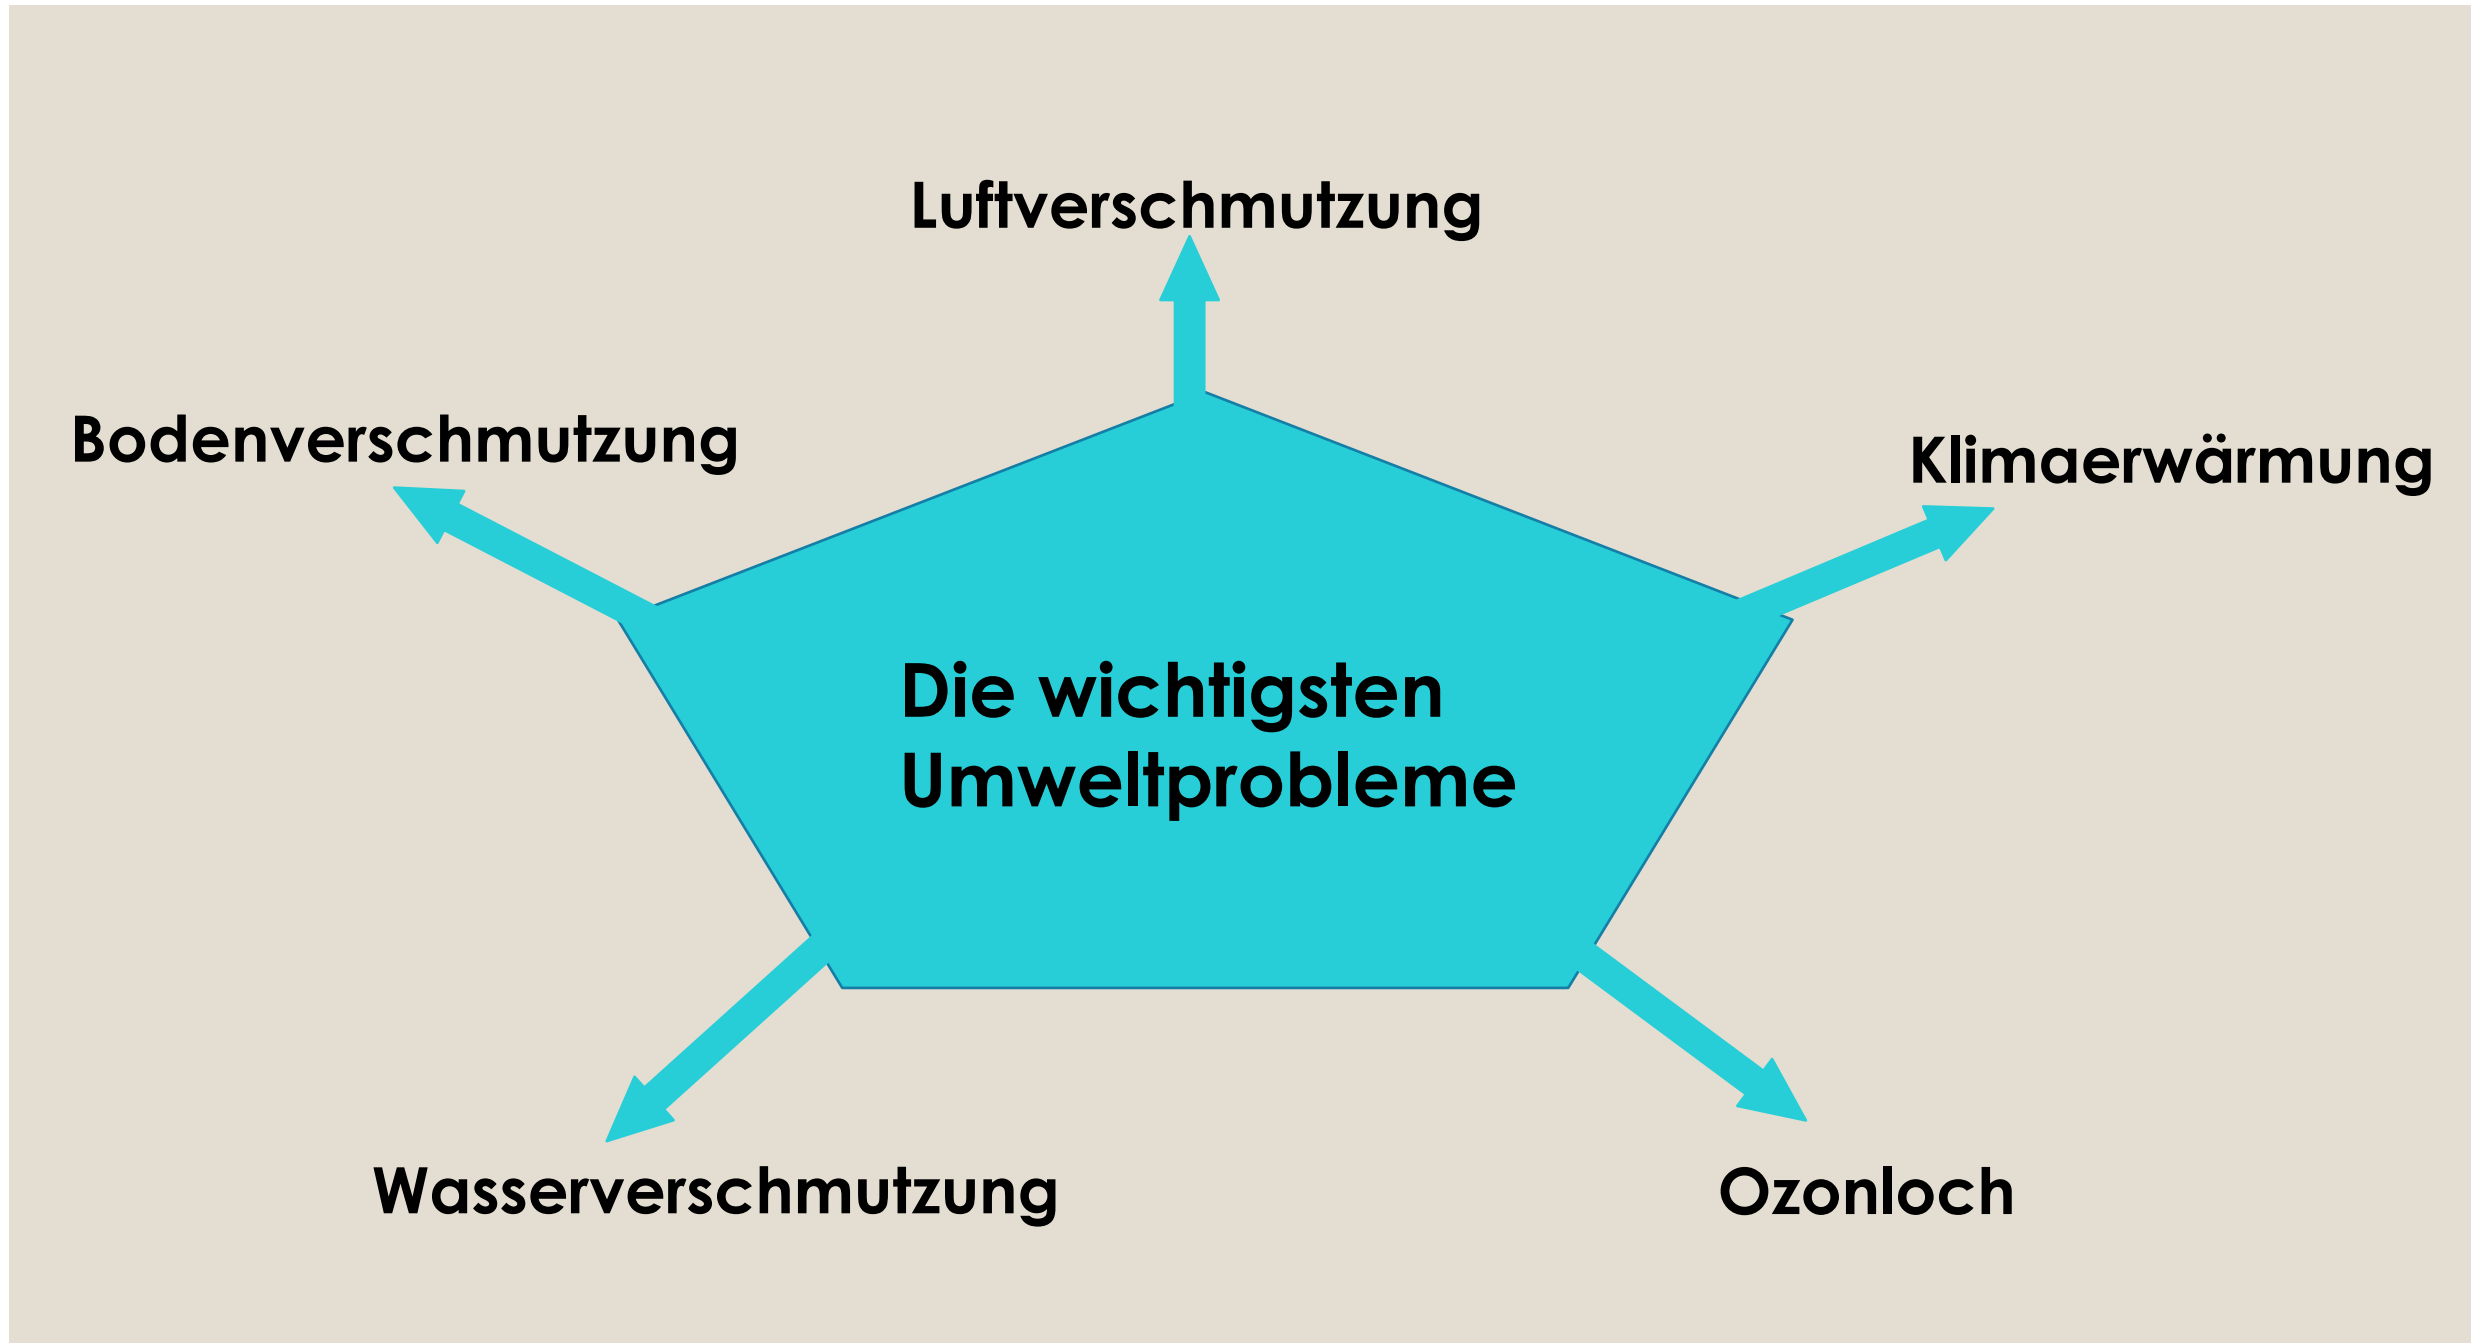 Luftverschmutzung
Bodenverschmutzung
Klimaerwärmung
Die wichtigsten
Umweltprobleme
Wasserverschmutzung
Ozonloch